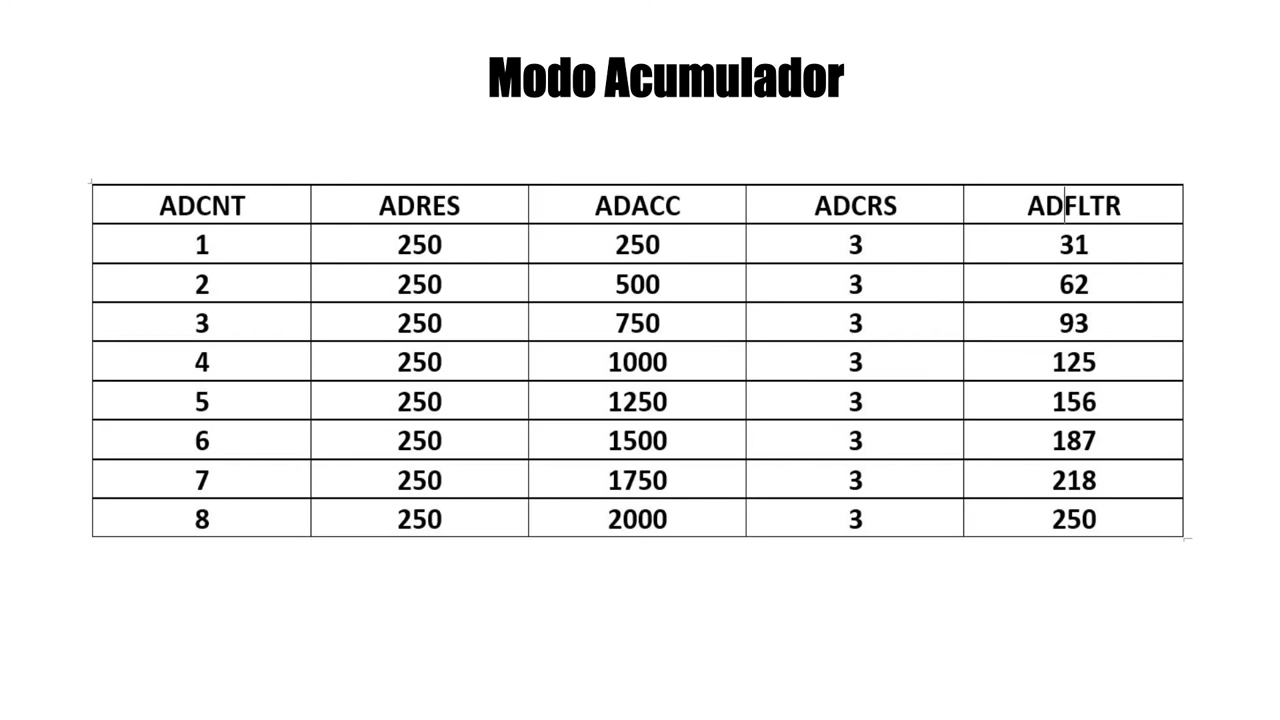 Modo Acumulador
ADCNT ADRES ADACC ADCRS ADFLTR
1 250 250 3 31
2 250 500 3 62
3 250 750 3 93
4 250 1000 3 125
5 250 1250 3 156
6 250 1500 3 187
7 250 1750 3 218
8 250 2000 3 250